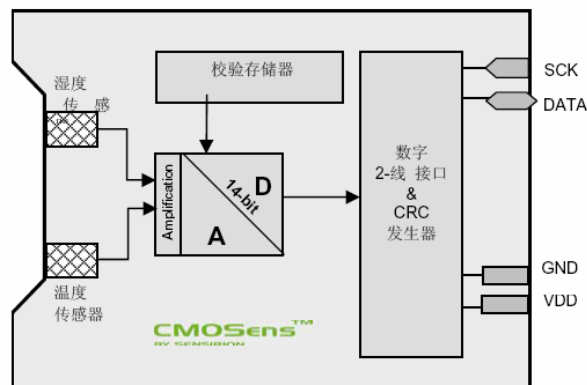 湿度
传 感
校验存储器
SCK
DATA
数字
2-线 接口
&
CRC
发生器
Amplification
14-bit
D
A
GND
VDD
温度
传感器
CMOSens™
BY SENSIRION